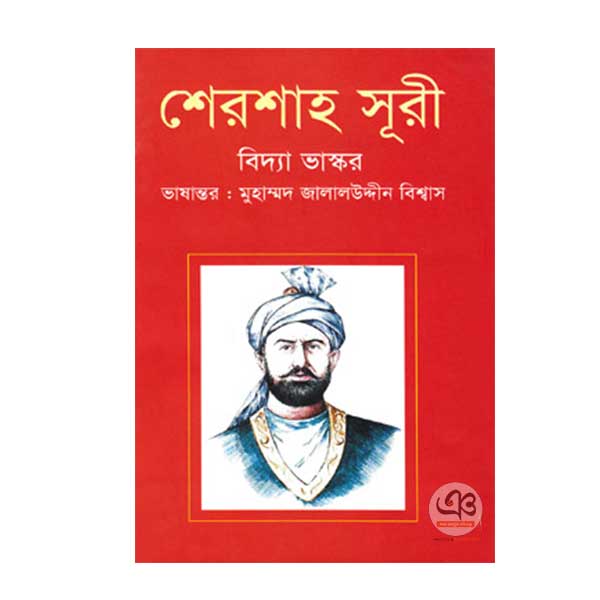 শেরশাহ সূরী
বিদ্যা ভাস্কর
ভাষান্তর : মুহাম্মদ জালালউদ্দীন বিশ্বাস